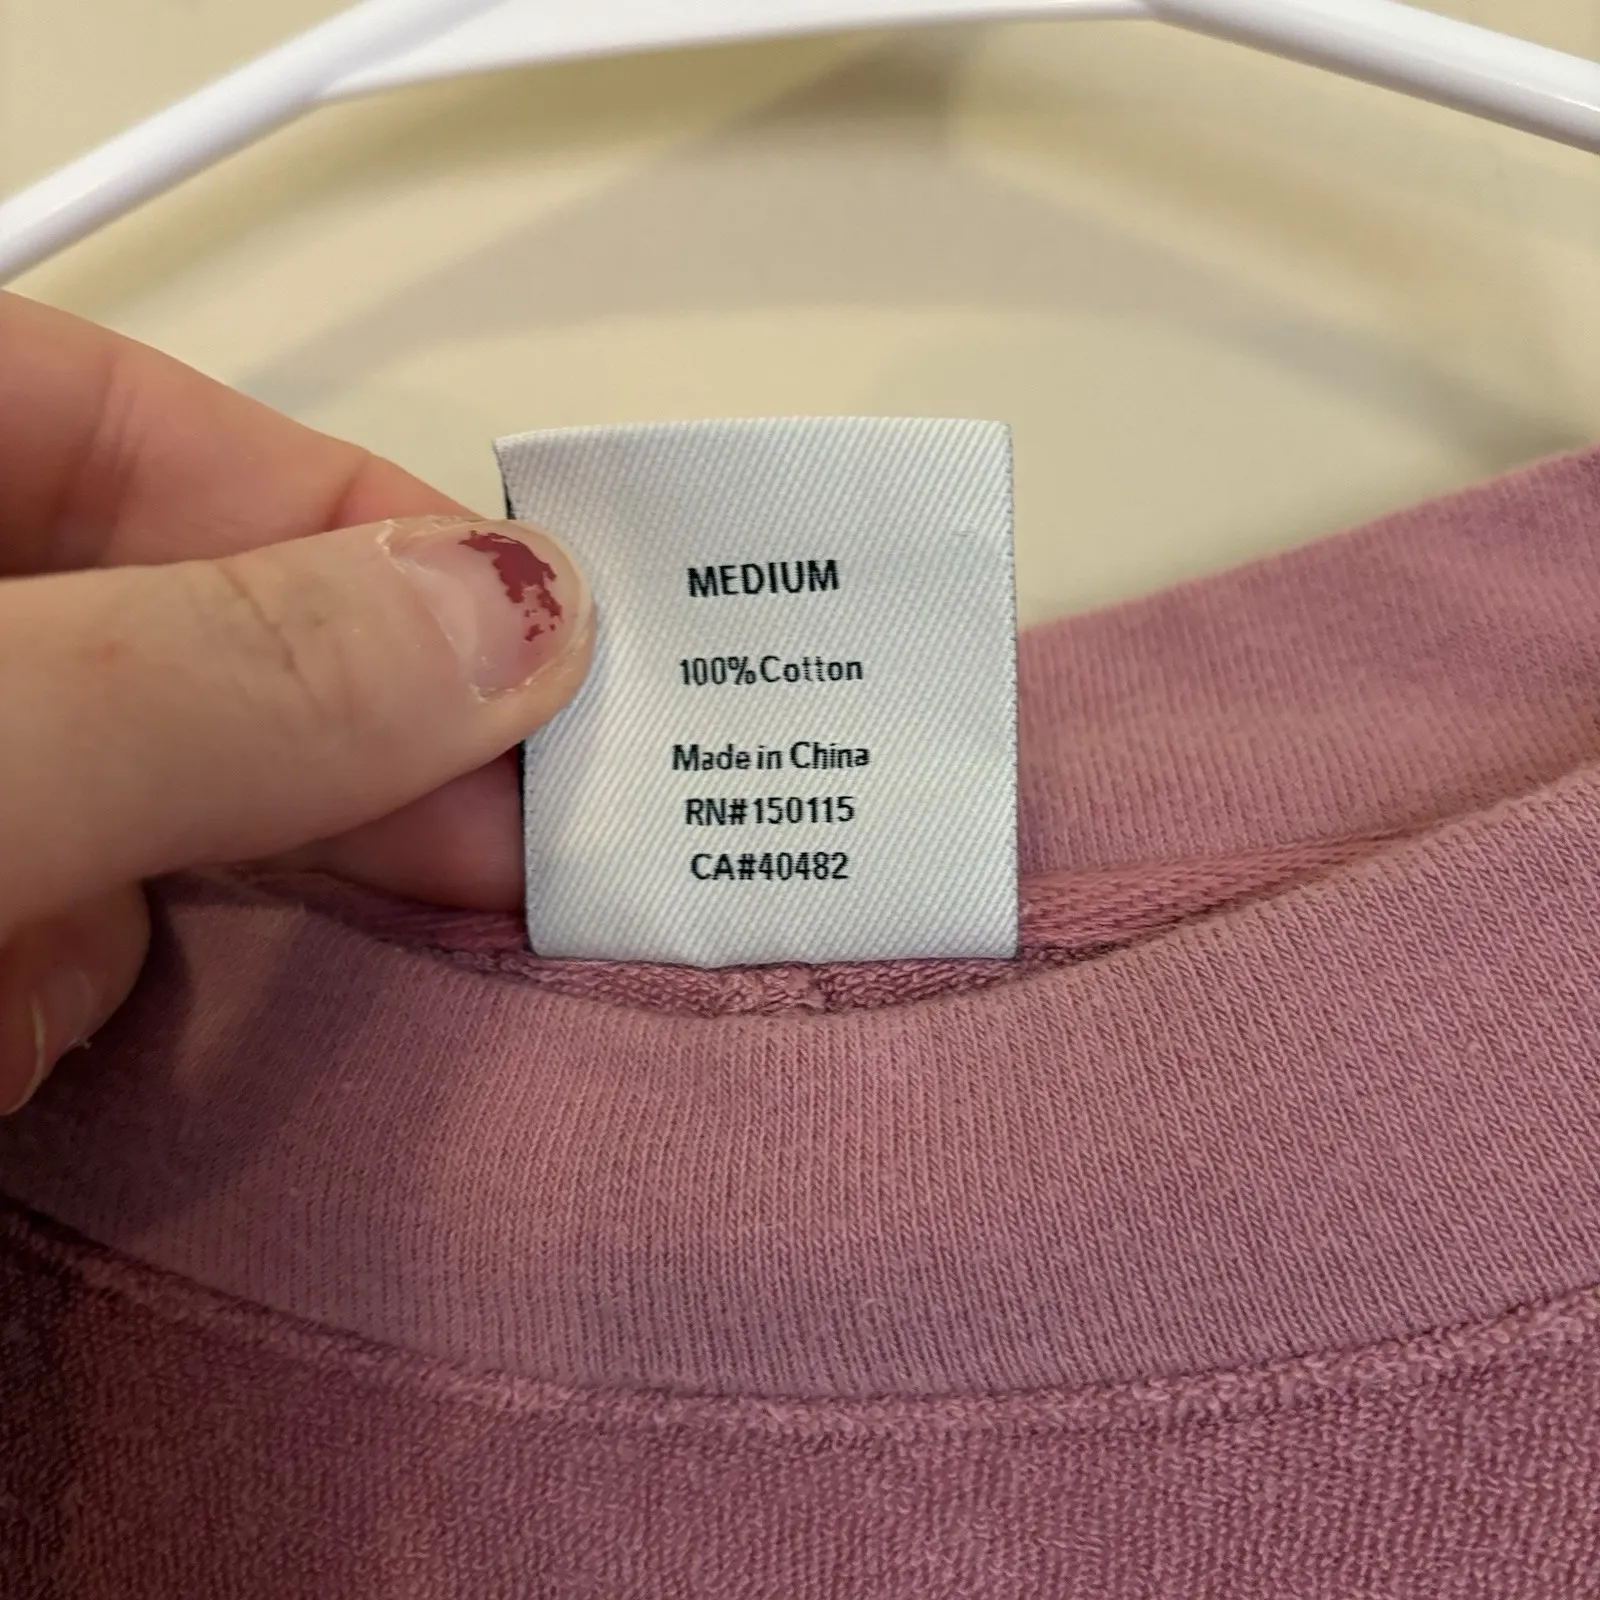 MEDIUM
100% Cotton
Made in China
RN#150115
CA#40482